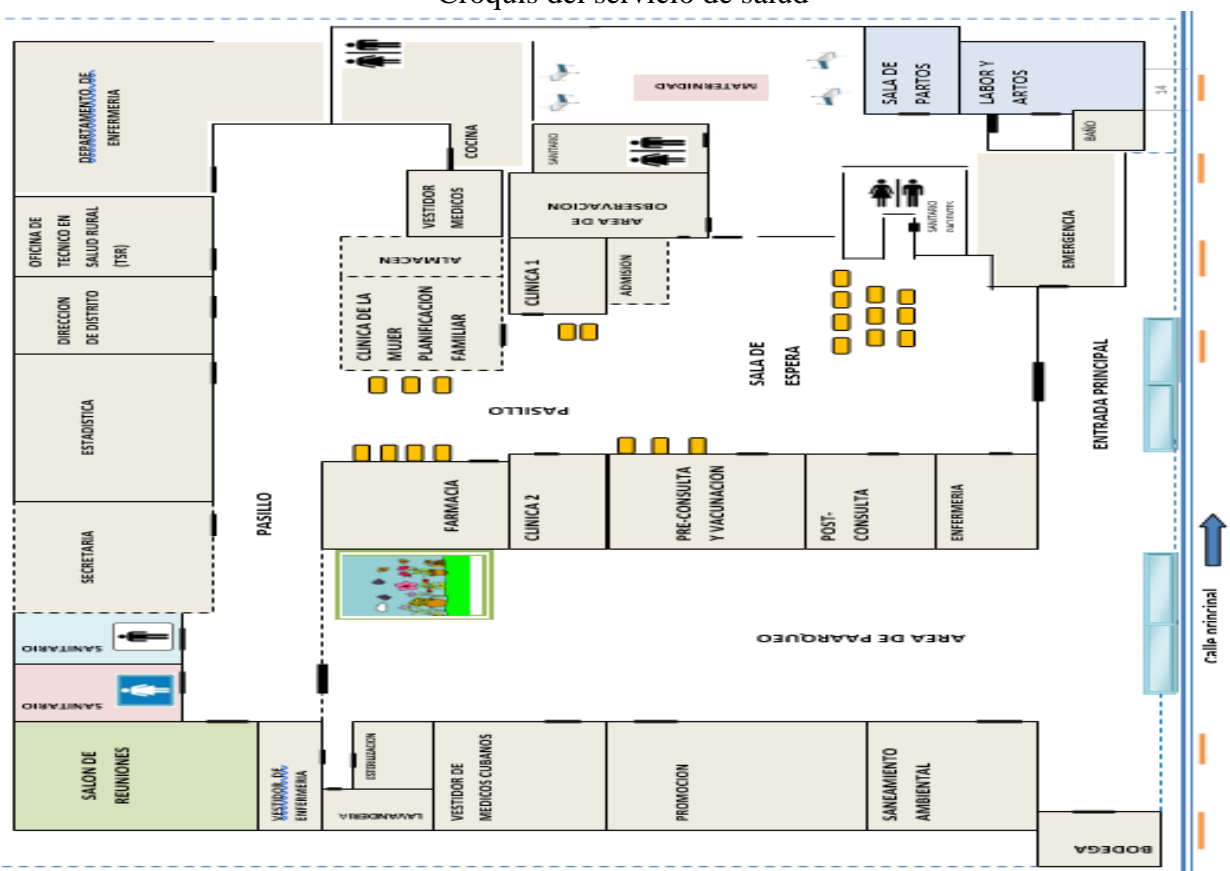 Croquis del servicio de salud
DEPARTAMENTO DE
ENFERMERIA
COCINA
MATERNIDAD
SALA DE
PARTOS
LABOR Y
ARTOS
14
BAÑO
SANITARIO
OFICINA DE
TECNICO EN
SALUD RURAL
(TSR)
VESTIDOR
MEDICOS
AREA DE
OBSERVACION
SANITARIO
EMERGENCIA
ALMACEN
DIRECCION
DE DISTRITO
CLINICA DE LA
MUJER
PLANIFICACION
FAMILIAR
CLINICA 1
ADMISION
SALA DE
ESPERA
ENTRADA PRINCIPAL
ESTADISTICA
PASILLO
PASILLO
FARMACIA
CLINICA 2
PRE-CONSULTA
Y VACUNACION
POST-
CONSULTA
ENFERMERIA
SECRETARIA
SANITARIO
SANITARIO
AREA DE PAARQUEO
Calle principal
SALON DE
REUNIONES
VESTIDOR DE
ENFERMERIA
ESTERILIZACION
LAVANDERIA
VESTIDOR DE
MEDICOS CUBANOS
PROMOCION
SANEAMIENTO
AMBIENTAL
BODEGA